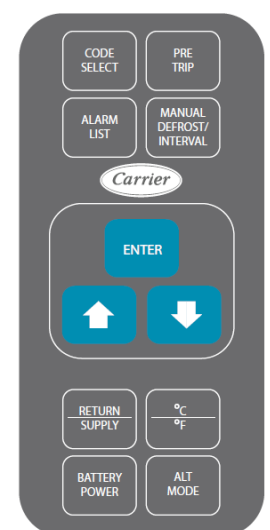 CODE
SELECT
PRE
TRIP
ALARM
LIST
MANUAL
DEFROST/
INTERVAL
Carrier
ENTER
RETURN
SUPPLY
°C
°F
BATTERY
POWER
ALT
MODE